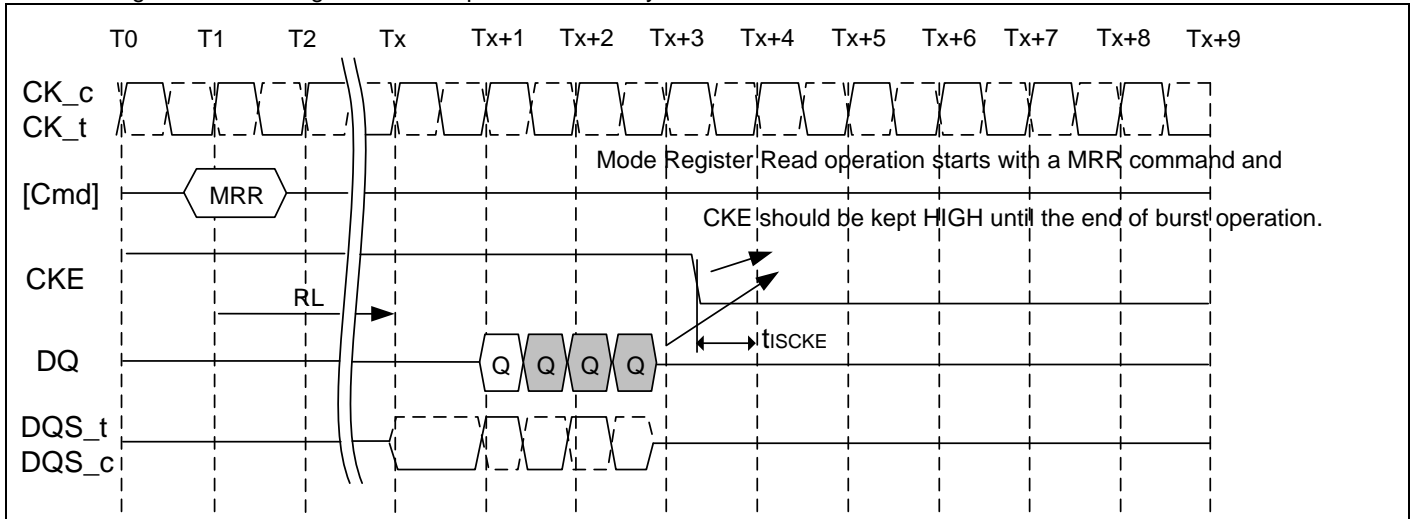 T0 T1 T2 Tx Tx+1 Tx+2 Tx+3 Tx+4 Tx+5 Tx+6 Tx+7 Tx+8 Tx+9
CK_c
CK_t
Mode Register Read operation starts with a MRR command and
[Cmd] MRR
CKE should be kept HIGH until the end of burst operation.
CKE
RL
tISCKE
DQ Q Q Q Q
DQS_t
DQS_c